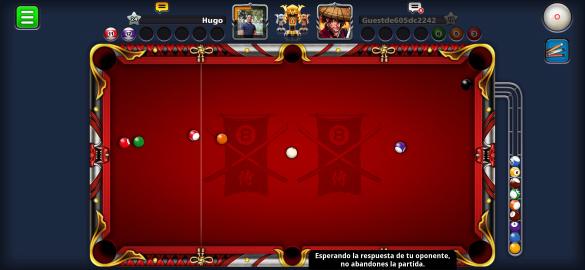 Hugo
Guestde605dc2242
Esperando la respuesta de tu oponente,
no abandones la partida.